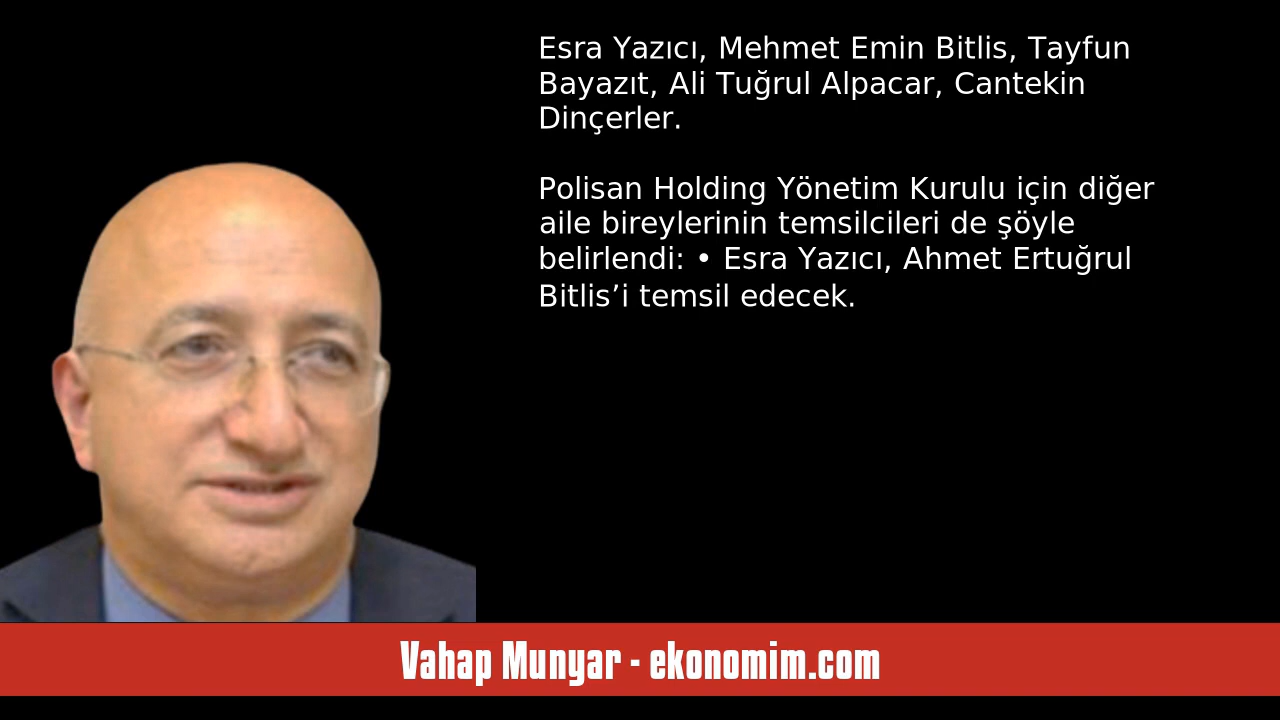 Esra Yazıcı, Mehmet Emin Bitlis, Tayfun
Bayazıt, Ali Tuğrul Alpacar, Cantekin
Dinçerler.
Polisan Holding Yönetim Kurulu için diğer
aile bireylerinin temsilcileri de şöyle
belirlendi: • Esra Yazıcı, Ahmet Ertuğrul
Bitlis’i temsil edecek.
Vahap Munyar - ekonomim.com